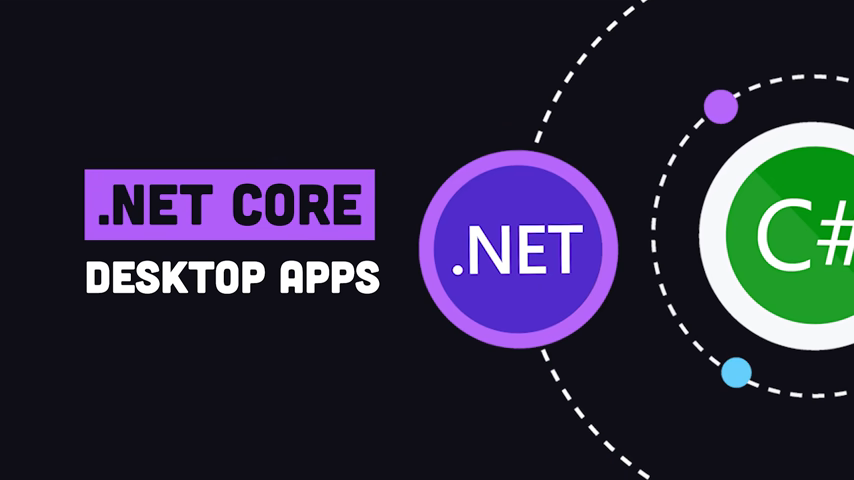 .NET CORE
DESKTOP APPS
.NET
C#